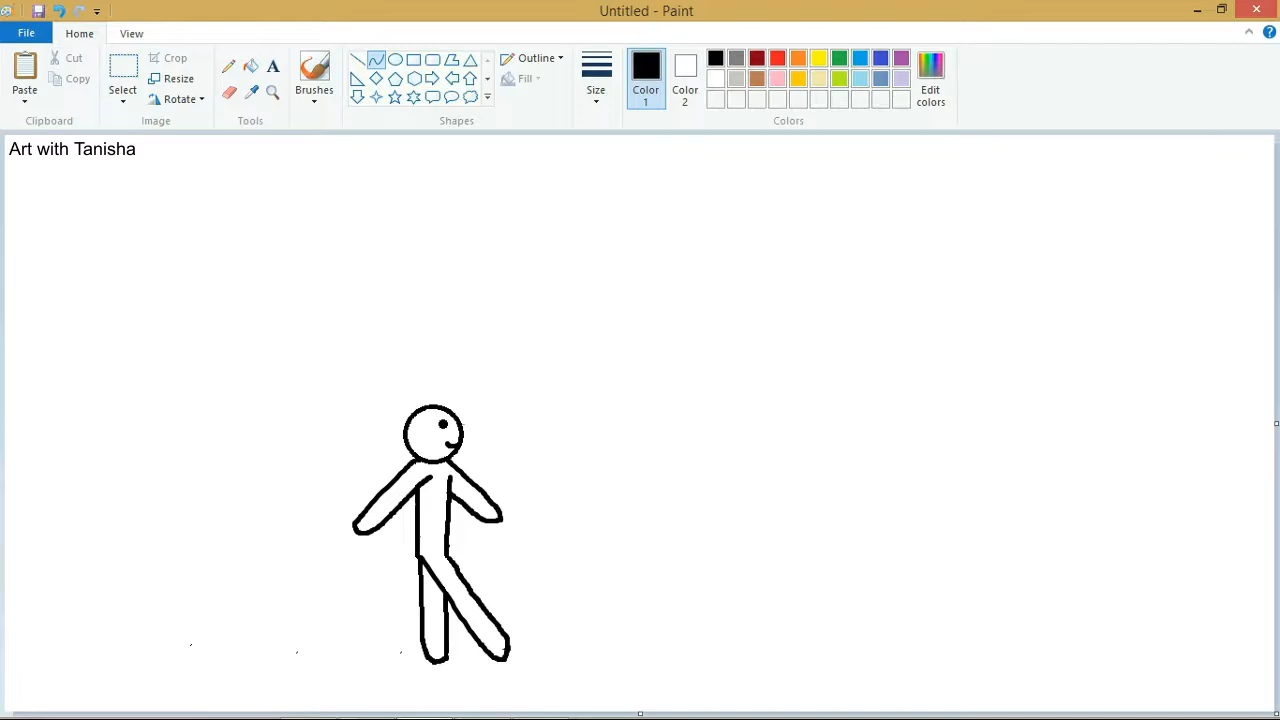 Untitled - Paint
File
Home
View
Paste
Cut
Copy
Clipboard
Select
Crop
Resize
Rotate
Image
Tools
Brushes
Shapes
Outline
Fill
Size
Color 1
Color 2
Colors
Edit colors
Art with Tanisha